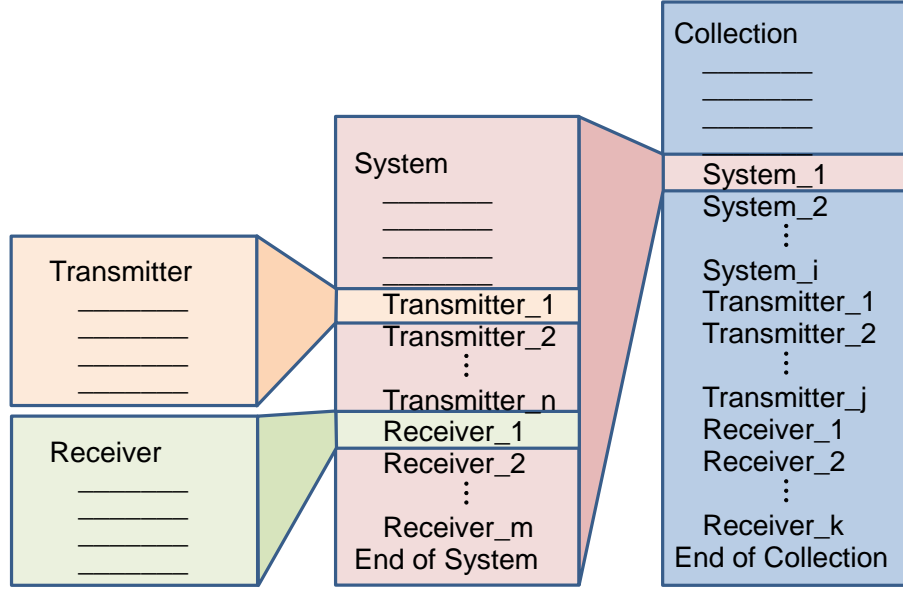 Transmitter
Receiver
System
Transmitter_1
Transmitter_2
Transmitter_n
Receiver_1
Receiver_2
Receiver_m
End of System
Collection
System_1
System_2
System_i
Transmitter_1
Transmitter_2
Transmitter_j
Receiver_1
Receiver_2
Receiver_k
End of Collection